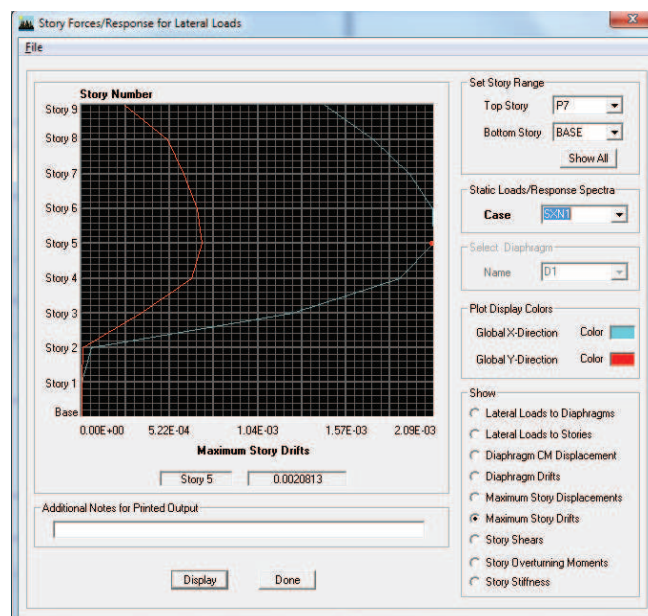 Story Forces/Response for Lateral Loads
File
Story Number
Story 9
Story 8
Story 7
Story 6
Story 5
Story 4
Story 3
Story 2
Story 1
Base
0.00E+00 5.22E-04 1.04E-03 1.57E-03 2.09E-03
Maximum Story Drifts
Story 5 0.0020813
Additional Notes for Printed Output
Display Done
Set Story Range
Top Story P7
Bottom Story BASE
Show All
Static Loads/Response Spectra
Case SXN1
Select Diaphragm
Name D1
Plot Display Colors
Global X-Direction Color
Global Y-Direction Color
Show
Lateral Loads to Diaphragms
Lateral Loads to Stories
Diaphragm CM Displacement
Diaphragm Drifts
Maximum Story Displacements
Maximum Story Drifts
Story Shears
Story Overturning Moments
Story Stiffness